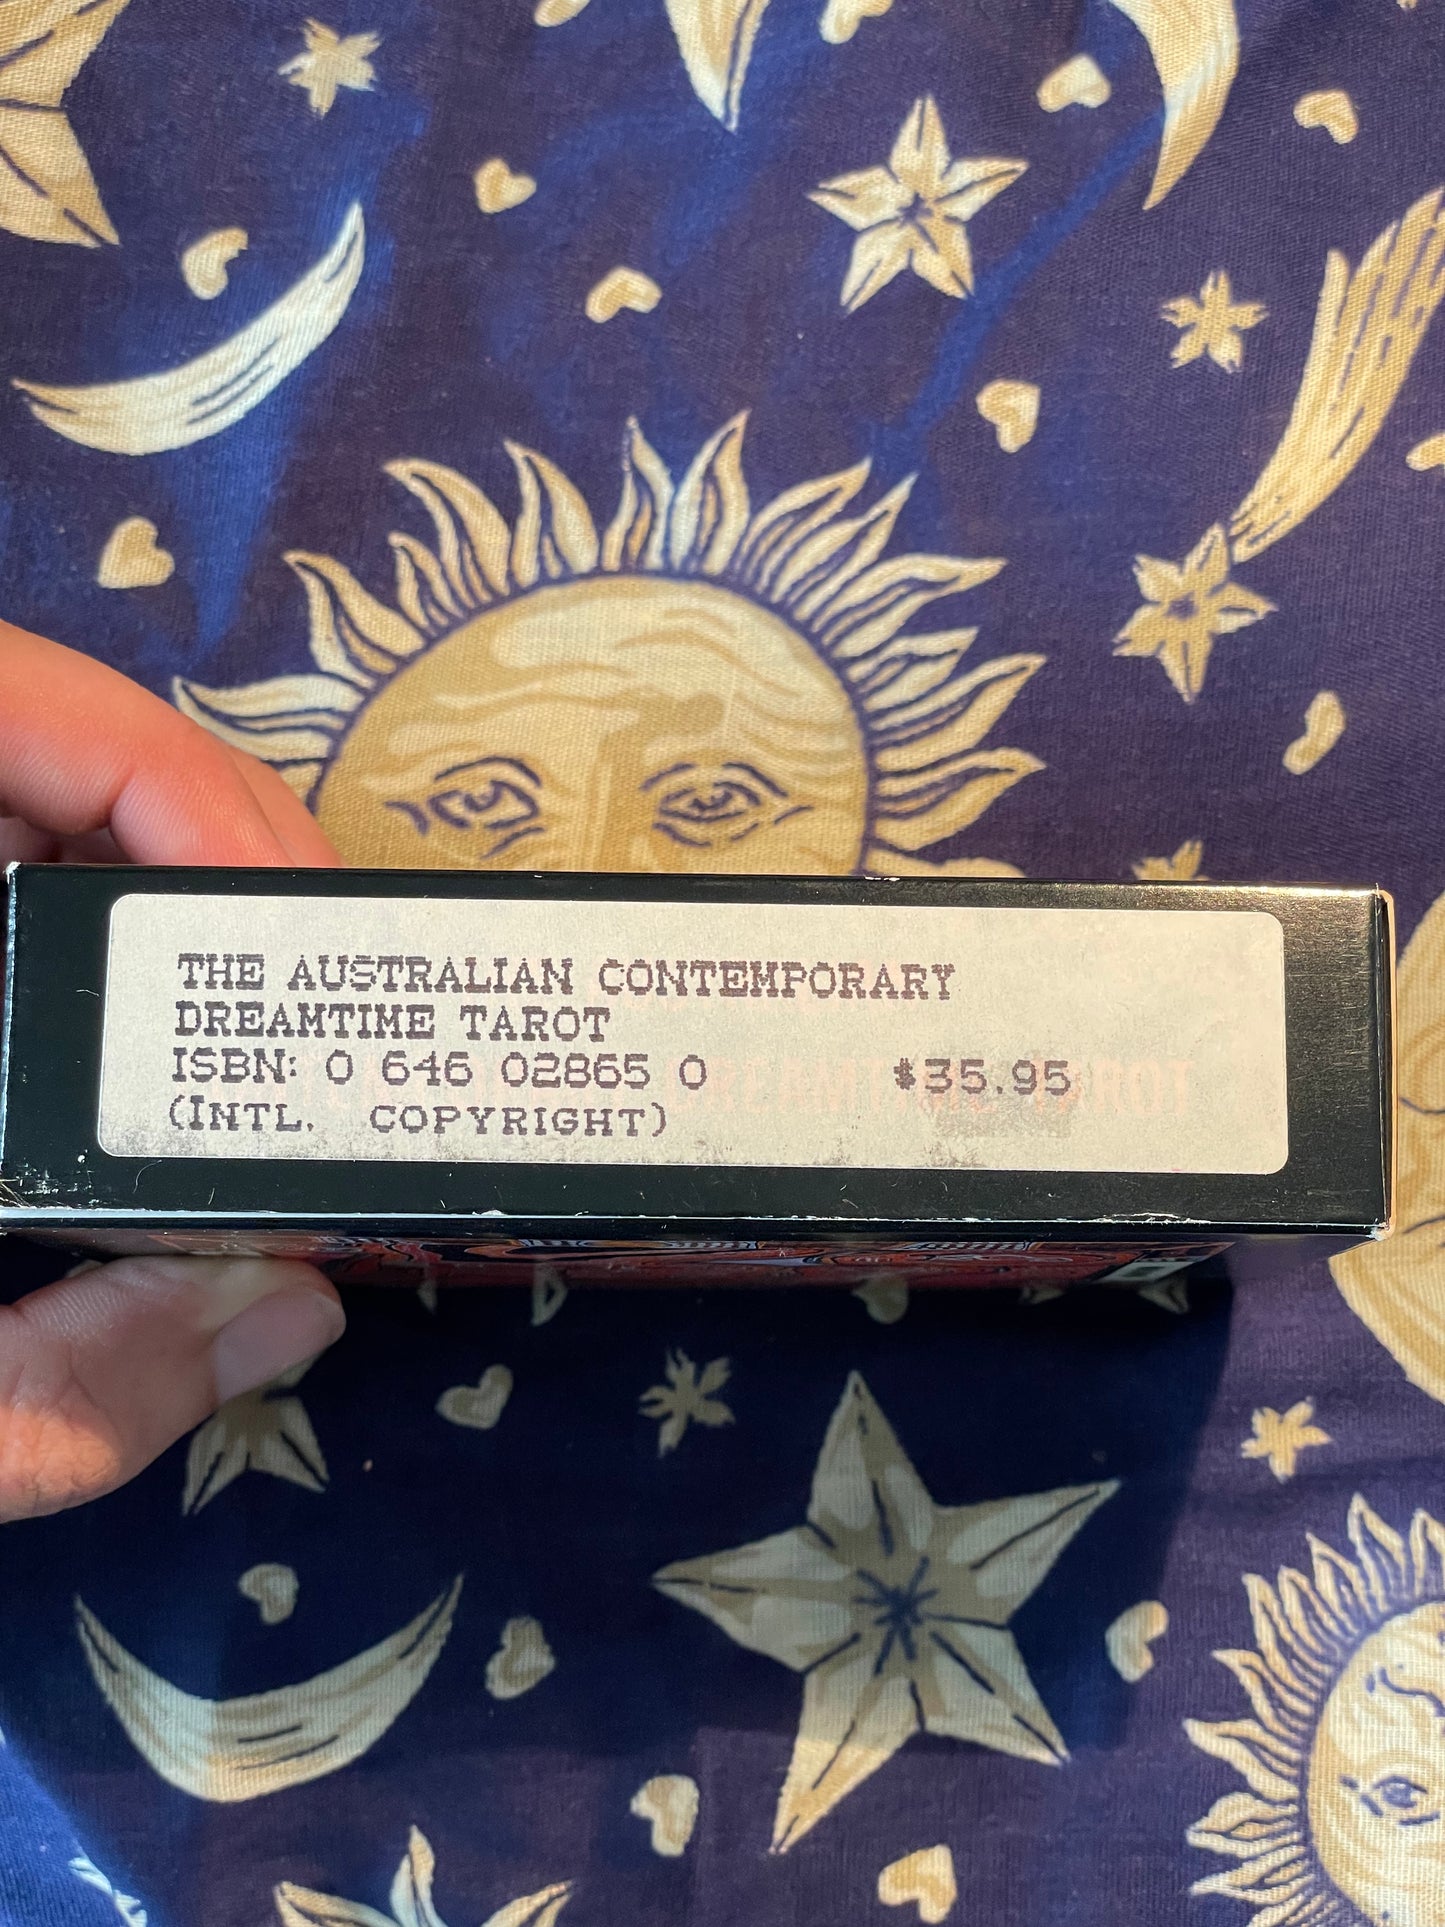 THE AUSTRALIAN CONTEMPORARY
DREAMTIME TAROT
ISBN: 0 646 02865 0 $35.95
(INTL. COPYRIGHT)